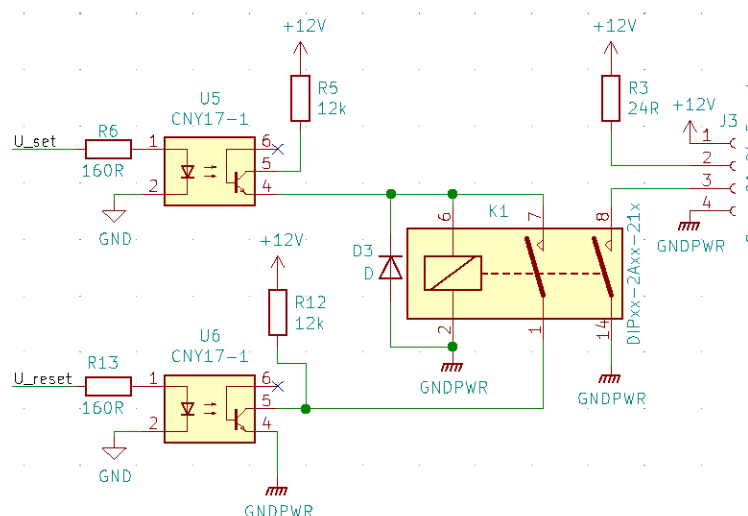 +12V
R5
12k
U5
CNY17-1
U_set
R6
160R
1
2
6
5
4
GND
+12V
R3
24R
+12V
J3
1
2
3
4
GNDPWR
K1
6
7
8
2
1
14
DIPxx-2Axx-21x
D3
D
GNDPWR
GNDPWR
+12V
R12
12k
U6
CNY17-1
U_reset
R13
160R
1
2
6
5
4
GND
GNDPWR